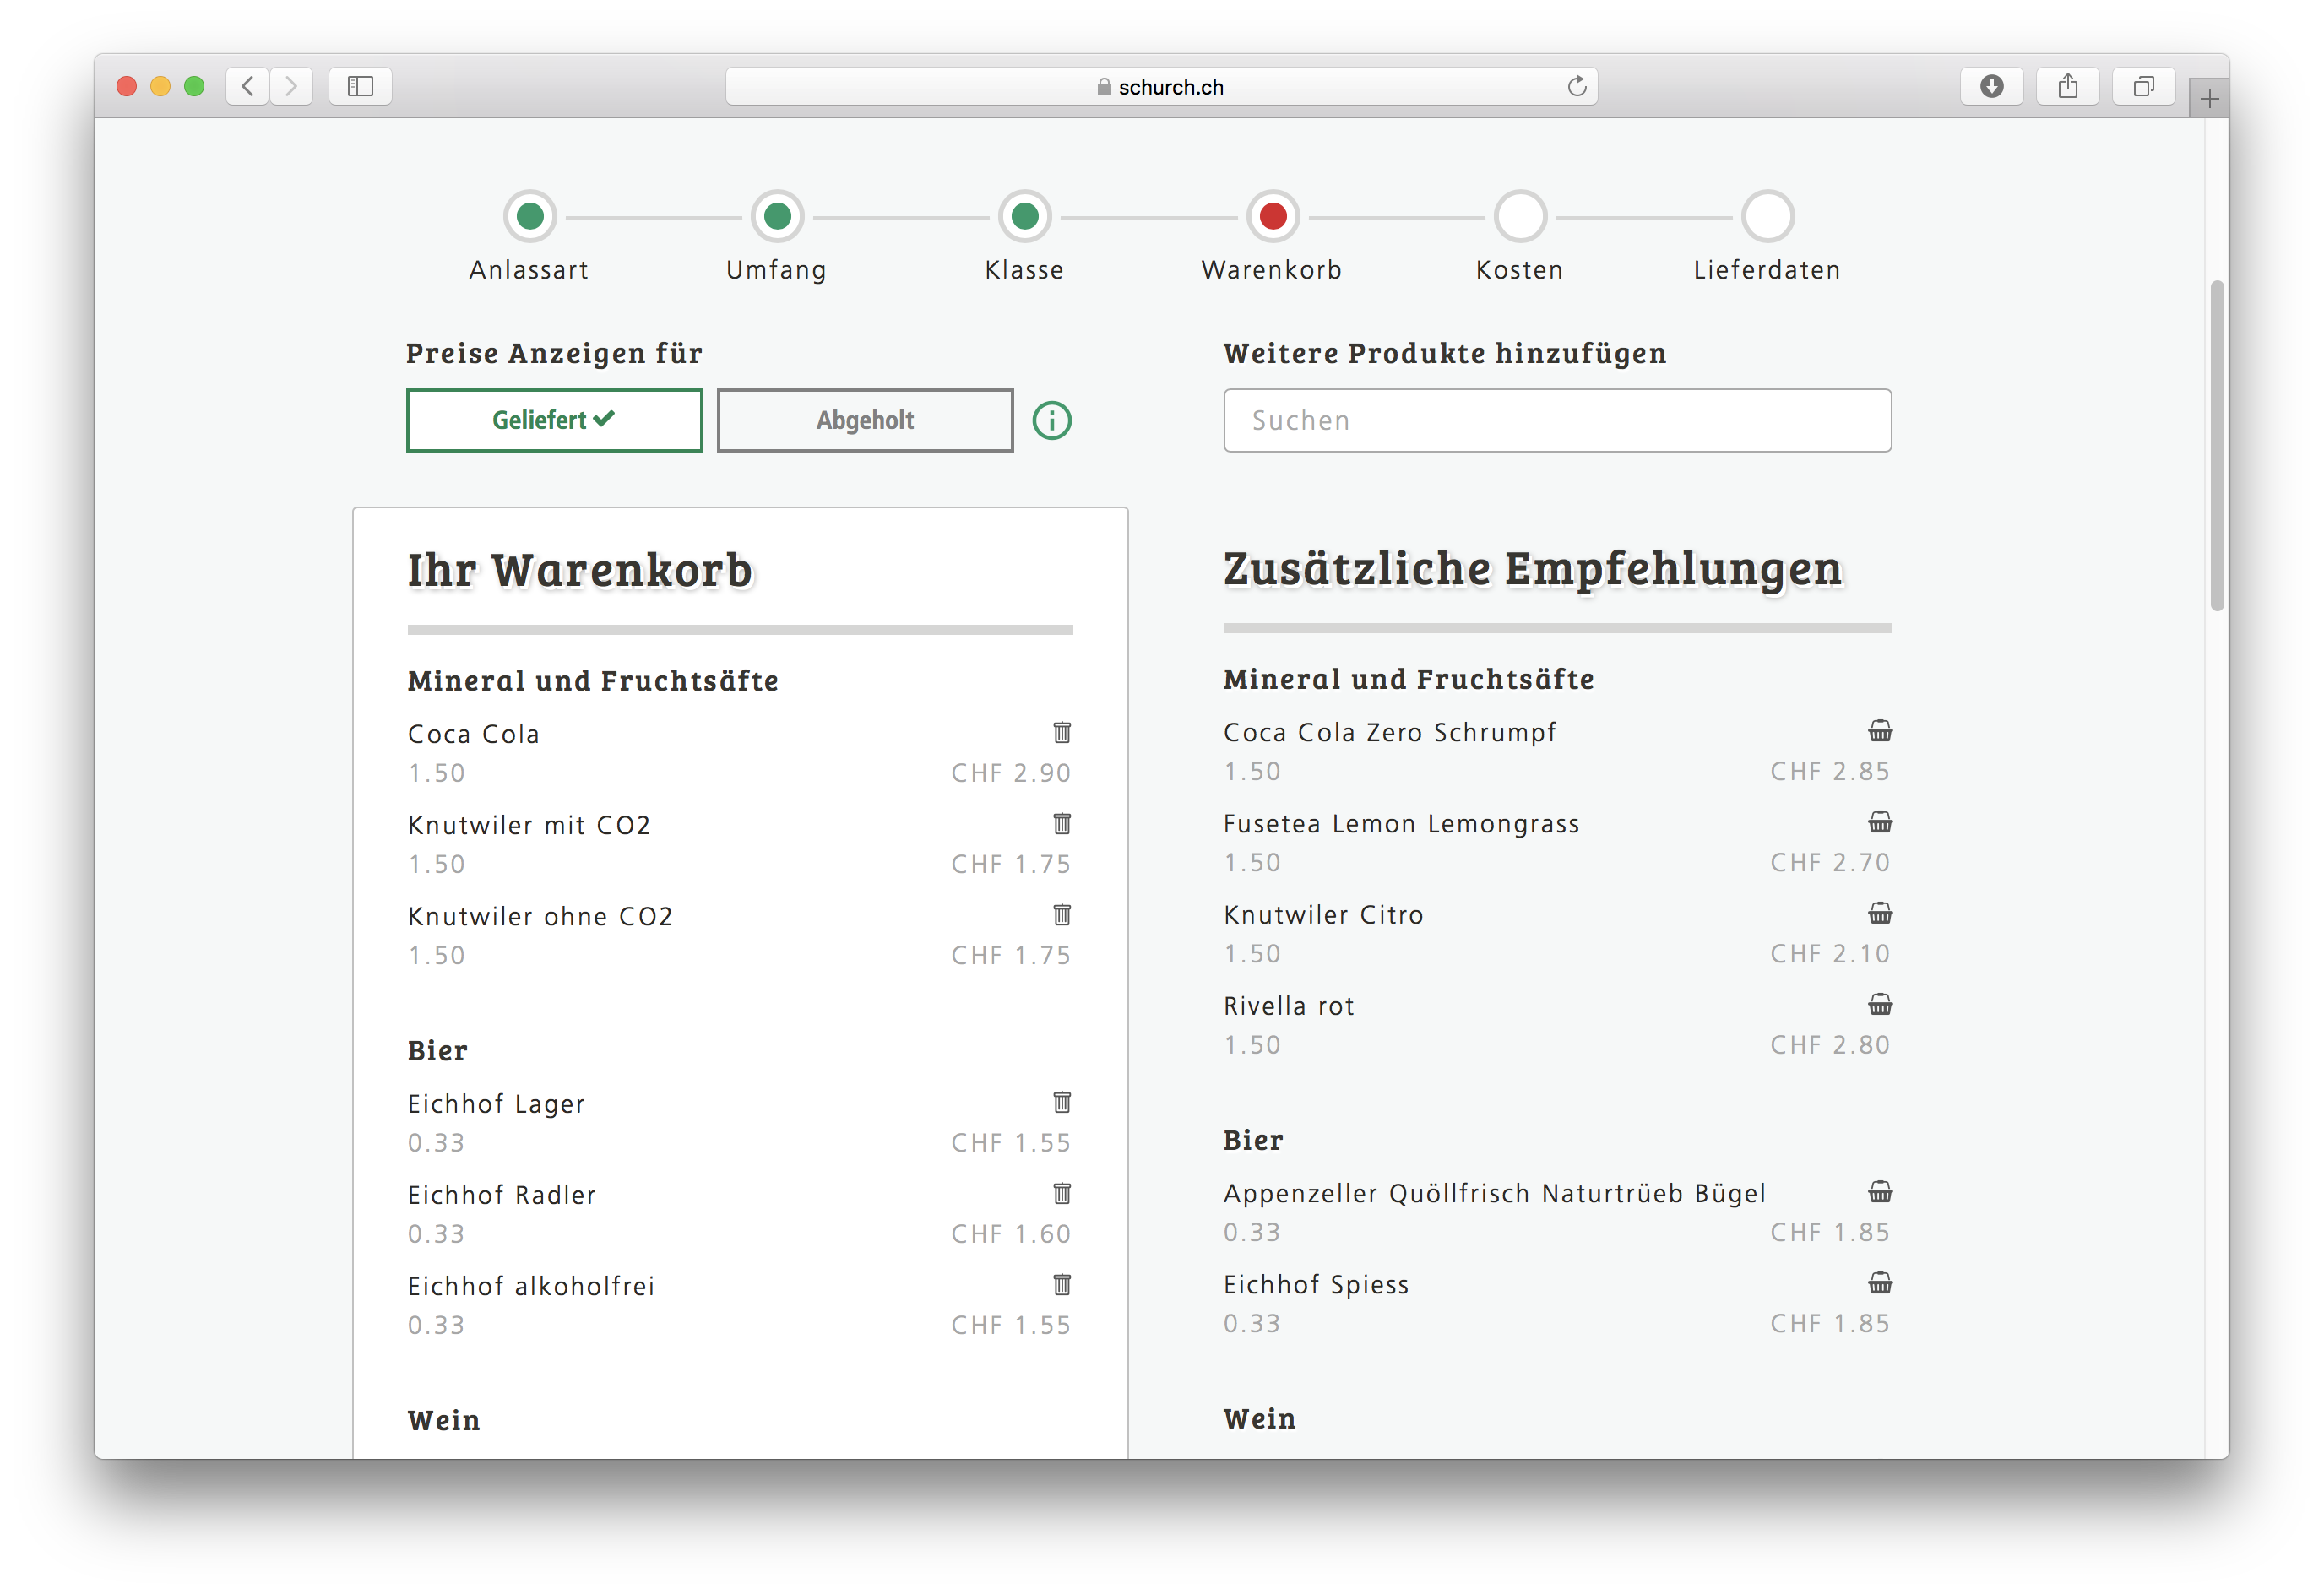 schurch.ch
Anlassart Umfang Klasse Warenkorb Kosten Lieferdaten
Preise Anzeigen für
Geliefert Abgeholt
Weitere Produkte hinzufügen
Suchen
Ihr Warenkorb
Mineral und Fruchtsäfte
Coca Cola
1.50 CHF 2.90
Knutwiler mit CO2
1.50 CHF 1.75
Knutwiler ohne CO2
1.50 CHF 1.75
Bier
Eichhof Lager
0.33 CHF 1.55
Eichhof Radler
0.33 CHF 1.60
Eichhof alkoholfrei
0.33 CHF 1.55
Wein
Zusätzliche Empfehlungen
Mineral und Fruchtsäfte
Coca Cola Zero Schrumpf
1.50 CHF 2.85
Fusetea Lemon Lemongrass
1.50 CHF 2.70
Knutwiler Citro
1.50 CHF 2.10
Rivella rot
1.50 CHF 2.80
Bier
Appenzeller Quöllfrisch Naturtrüeb Bügel
0.33 CHF 1.85
Eichhof Spiess
0.33 CHF 1.85
Wein